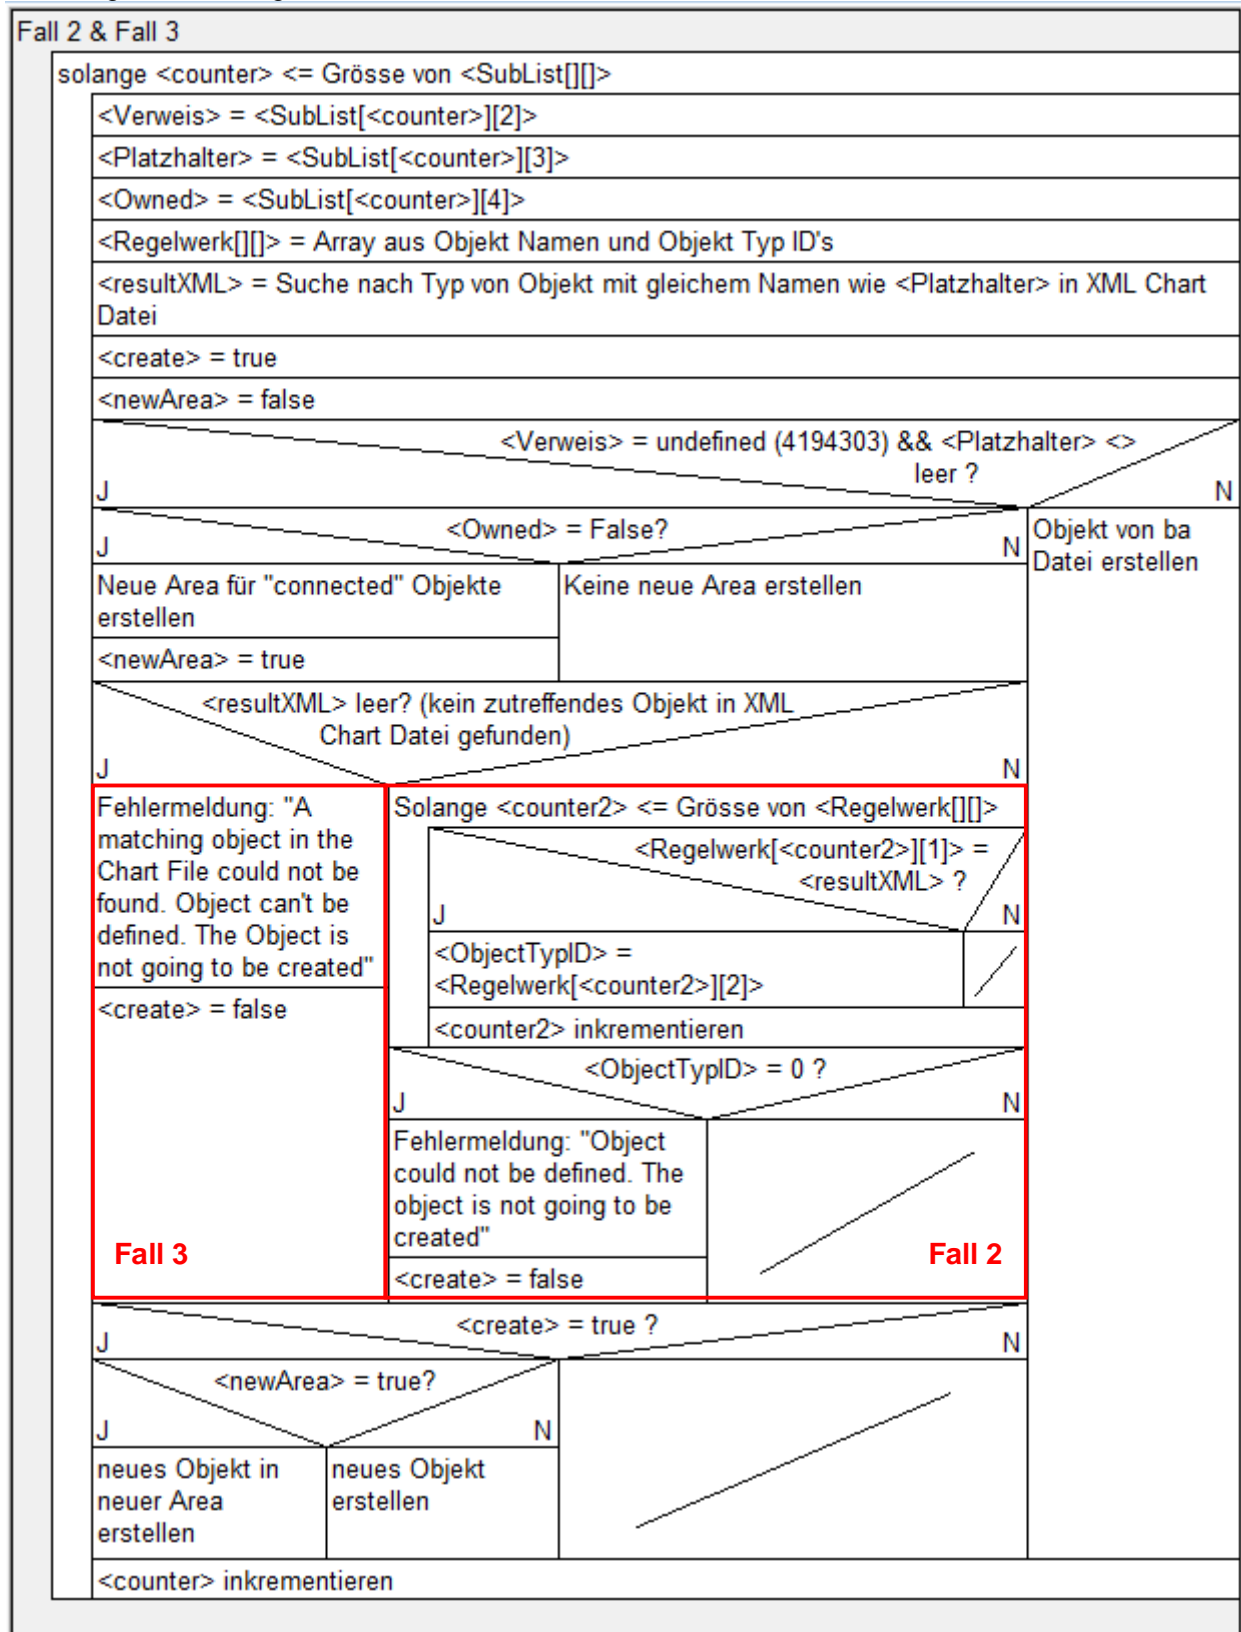 Fall 2 & Fall 3
solange <counter> <= Grösse von <SubList[][]>
<Verweis> = <SubList[<counter>][2]>
<Platzhalter> = <SubList[<counter>][3]>
<Owned> = <SubList[<counter>][4]>
<Regelwerk[][]> = Array aus Objekt Namen und Objekt Typ ID's
<resultXML> = Suche nach Typ von Objekt mit gleichem Namen wie <Platzhalter> in XML Chart
Datei
<create> = true
<newArea> = false
<Verweis> = undefined (4194303) && <Platzhalter> <>
leer ?
J
N
<Owned> = False?
J
N
Objekt von ba
Datei erstellen
Neue Area für "connected" Objekte
erstellen
<newArea> = true
Keine neue Area erstellen
<resultXML> leer? (kein zutreffendes Objekt in XML
Chart Datei gefunden)
J
N
Fehlermeldung: "A
matching object in the
Chart File could not be
found. Object can't be
defined. The Object is
not going to be created"
<create> = false
Fall 3
Solange <counter2> <= Grösse von <Regelwerk[][]>
<Regelwerk[<counter2>][1]> =
<resultXML> ?
J
N
<ObjectTypID> =
<Regelwerk[<counter2>][2]>
<counter2> inkrementieren
<ObjectTypID> = 0 ?
J
N
Fehlermeldung: "Object
could not be defined. The
object is not going to be
created"
<create> = false
Fall 2
<create> = true ?
J
N
<newArea> = true?
J
N
neues Objekt in
neuer Area
erstellen
neues Objekt
erstellen
<counter> inkrementieren